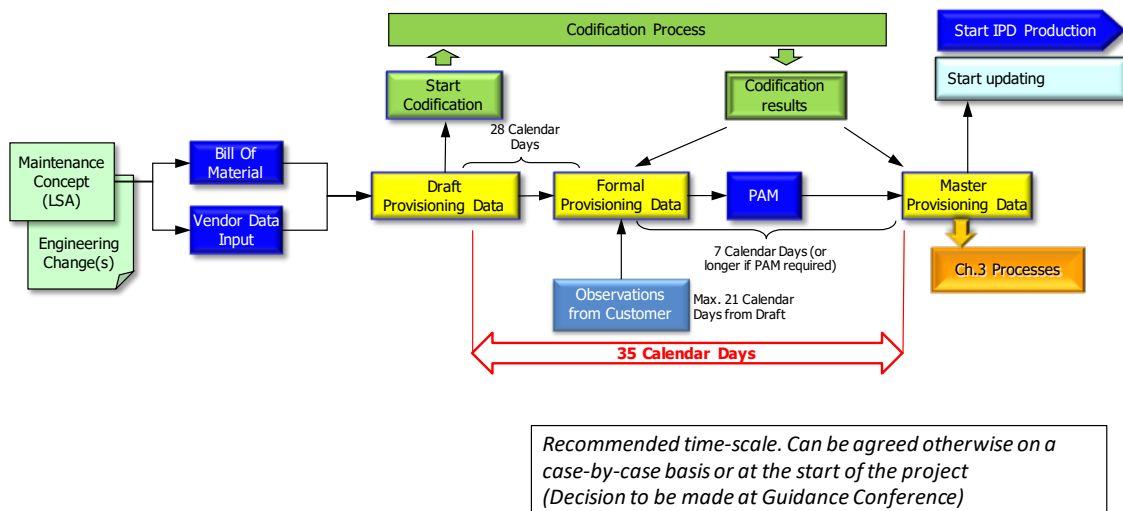 Codification Process
Start IPD Production
Start updating
Start
Codification
Codification
results
28 Calendar
Days
Maintenance
Concept
(LSA)
Engineering
Change(s)
Bill Of
Material
Vendor Data
Input
Draft
Provisioning Data
Formal
Provisioning Data
PAM
Master
Provisioning Data
7 Calendar Days (or
longer if PAM required)
Ch.3 Processes
Observations
from Customer
Max. 21 Calendar
Days from Draft
35 Calendar Days
Recommended time-scale. Can be agreed otherwise on a
case-by-case basis or at the start of the project
(Decision to be made at Guidance Conference)